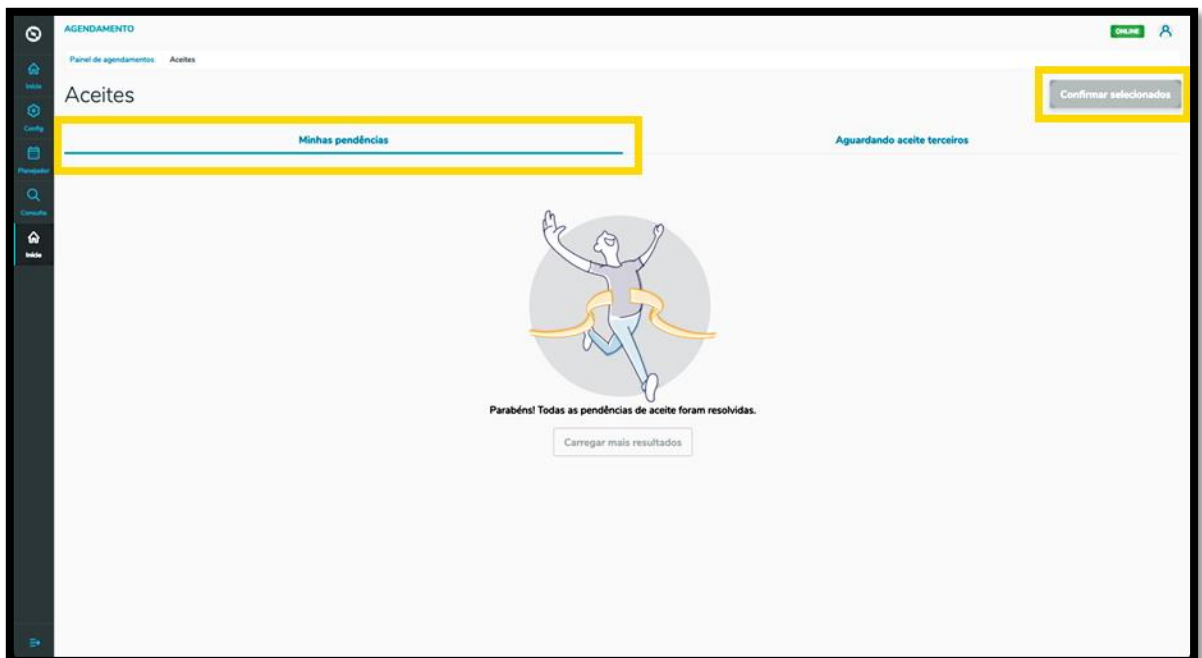 AGENDAMENTO
ONLINE
Painel de agendamentos Aceites
Início
Aceites
Confirmar selecionados
Config
Minhas pendências
Aguardando aceite terceiros
Planejador
Consulta
Início
Parabéns! Todas as pendências de aceite foram resolvidas.
Carregar mais resultados